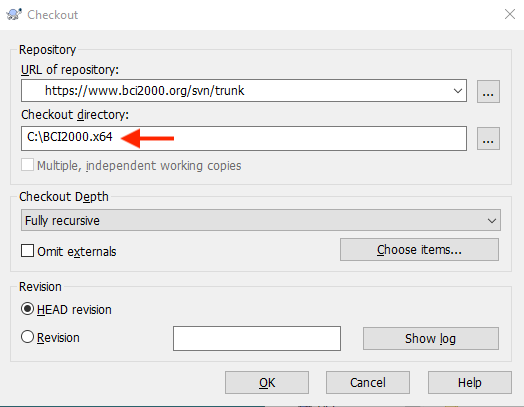 Checkout
Repository
URL of repository:
https://www.bci2000.org/svn/trunk
...
Checkout directory:
C:\BCI2000.x64
...
Multiple, independent working copies
Checkout Depth
Fully recursive
Omit externals
Choose items...
Revision
HEAD revision
Revision
Show log
OK
Cancel
Help